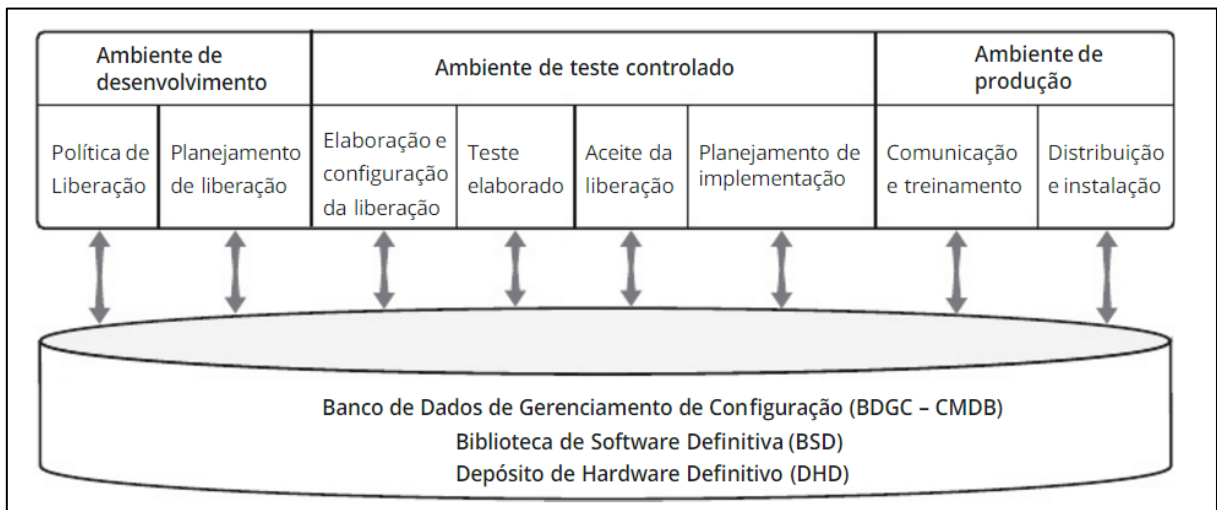 Ambiente de
desenvolvimento
Ambiente de teste controlado
Ambiente de
produção
Política de
Liberação
Planejamento
de liberação
Elaboração e
configuração
da liberação
Teste
elaborado
Aceite da
liberação
Planejamento de
implementação
Comunicação
e treinamento
Distribuição
e instalação
Banco de Dados de Gerenciamento de Configuração (BDGC – CMDB)
Biblioteca de Software Definitiva (BSD)
Depósito de Hardware Definitivo (DHD)